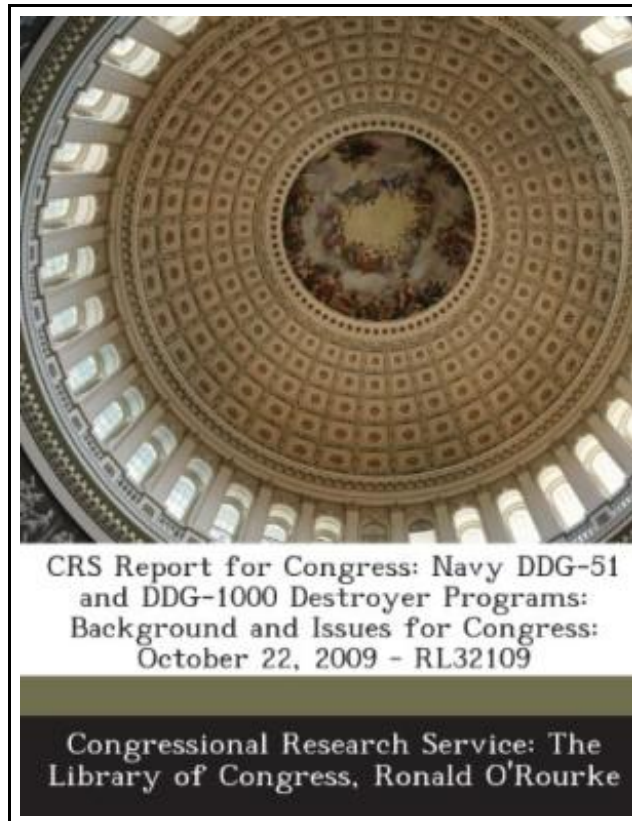 CRS Report for Congress: Navy DDG-51
and DDG-1000 Destroyer Programs:
Background and Issues for Congress:
October 22, 2009 - RL32109
Congressional Research Service: The
Library of Congress, Ronald O'Rourke